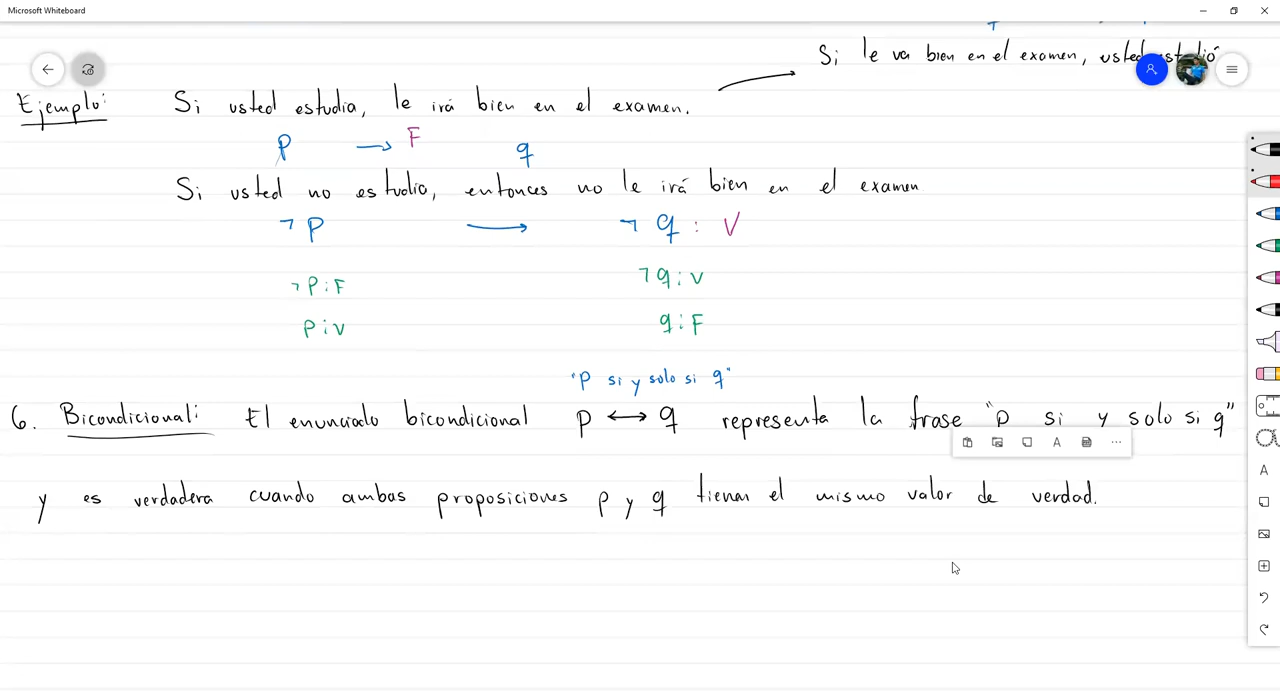 Microsoft Whiteboard
Si le va bien en el examen, usted estudió
Ejemplo: Si usted estudia, le irá bien en el examen.
p → F q
Si usted no estudia, entonces no le irá bien en el examen
¬ p → ¬ q : V
¬ p : F ¬ q : V
p : V q : F
"p si y solo si q"
6. Bicondicional: El enunciado bicondicional p ↔ q representa la frase "p si y solo si q"
y es verdadera cuando ambas proposiciones p y q tienen el mismo valor de verdad.